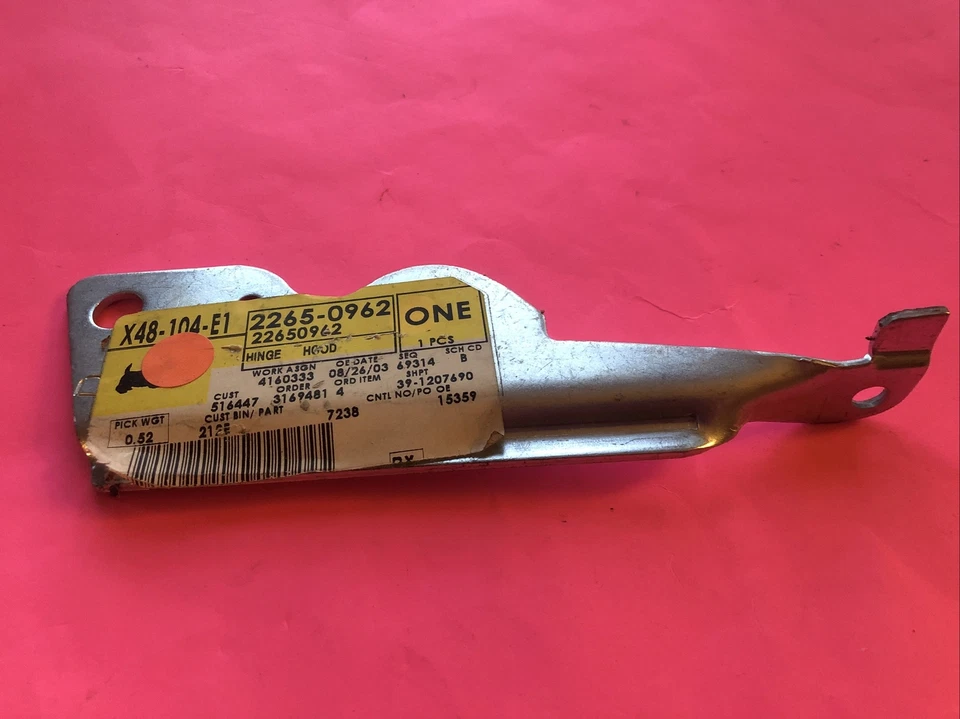 X48-104-E1
2265-0962
22650962
ONE
HINGE HOOD
1 PCS
WORK ASGN OF DATE SEQ SCH CD
4160333 08/26/03 69314 B
CUST ORDER ORD ITEM SHPT
516447 3169481 4 39-1207690
CUST BIN/ PART CNTL NO/PO OE
7238 15359
PICK WGT
0.52